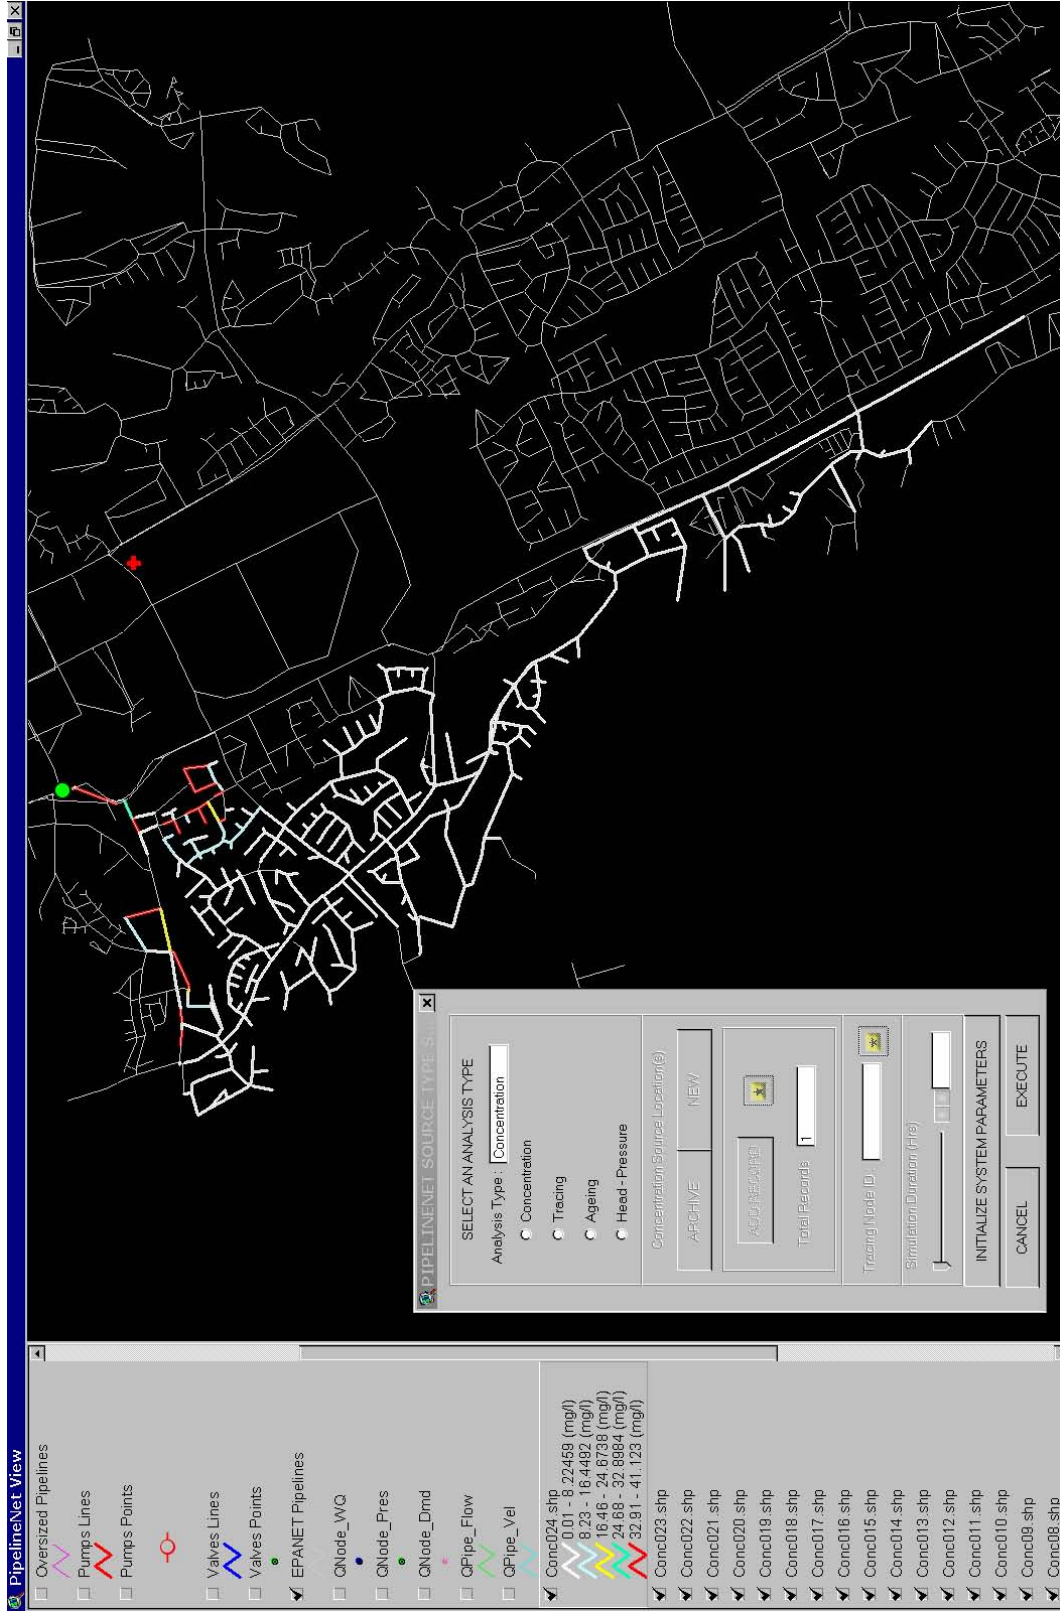 PipelineNet View
Oversized Pipelines
Pumps Lines
Pumps Points
Valves Lines
Valves Points
EPANET Pipelines
QNode_WQ
QNode_Pres
QNode_Dmd
QPipe_Flow
QPipe_Vel
Conc024.shp
0.01 - 8.22459 (mg/l)
8.23 - 16.4492 (mg/l)
16.46 - 24.6738 (mg/l)
24.68 - 32.8984 (mg/l)
32.91 - 41.123 (mg/l)
Conc023.shp
Conc022.shp
Conc021.shp
Conc020.shp
Conc019.shp
Conc018.shp
Conc017.shp
Conc016.shp
Conc015.shp
Conc014.shp
Conc013.shp
Conc012.shp
Conc011.shp
Conc010.shp
Conc09.shp
Conc08.shp
PIPELINENET SOURCE TYPE S
SELECT AN ANALYSIS TYPE
Analysis Type : Concentration
Concentration
Tracing
Ageing
Head - Pressure
Concentration Source Location(s)
ARCHIVE NEW
ADD RECORD
Total Records 1
Tracing Node ID:
Simulation Duration (Hrs)
INITIALIZE SYSTEM PARAMETERS
CANCEL EXECUTE